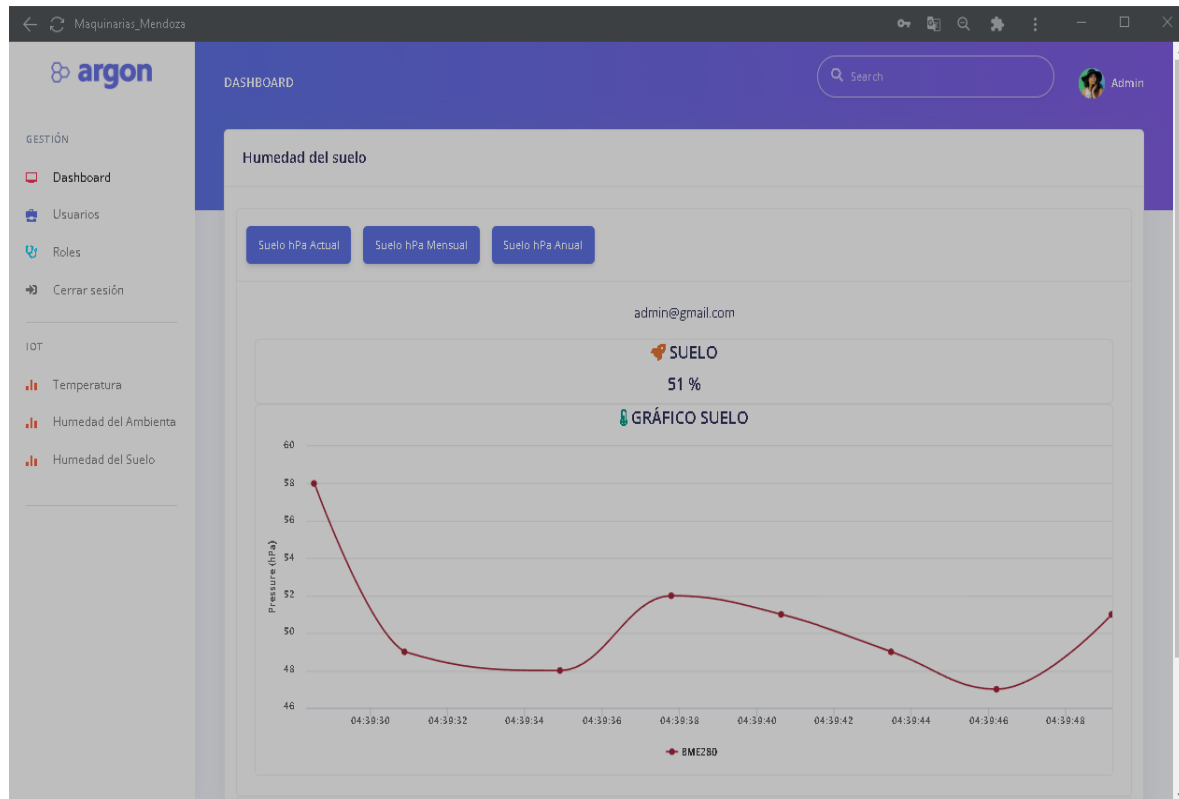 Maquinarias_Mendoza
argon
DASHBOARD
Search
Admin
GESTIÓN
Dashboard
Usuarios
Roles
Cerrar sesión
IOT
Temperatura
Humedad del Ambienta
Humedad del Suelo
Humedad del suelo
Suelo hPa Actual
Suelo hPa Mensual
Suelo hPa Anual
admin@gmail.com
SUELO
51 %
GRÁFICO SUELO
Pressure (hPa)
60
58
56
54
52
50
48
46
04:39:30
04:39:32
04:39:34
04:39:36
04:39:38
04:39:40
04:39:42
04:39:44
04:39:46
04:39:48
BME280